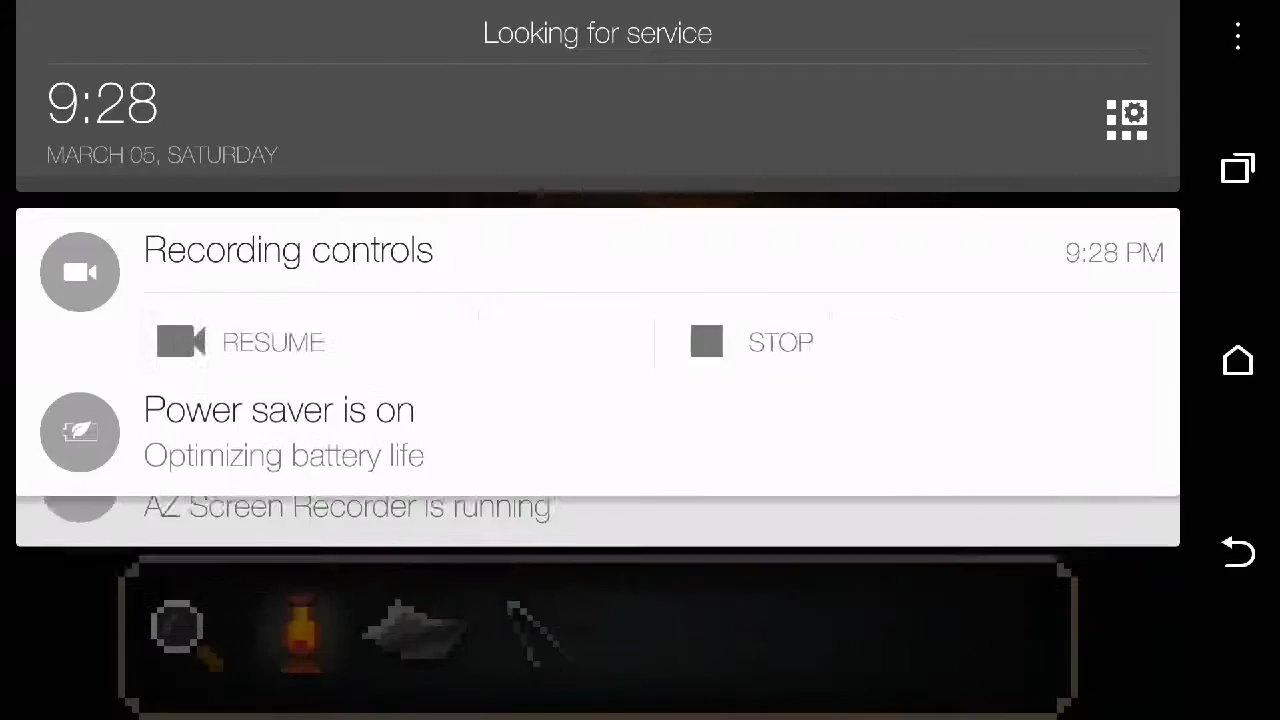 Looking for service
9:28
MARCH 05, SATURDAY
Recording controls
9:28 PM
RESUME
STOP
Power saver is on
Optimizing battery life
AZ Screen Recorder is running